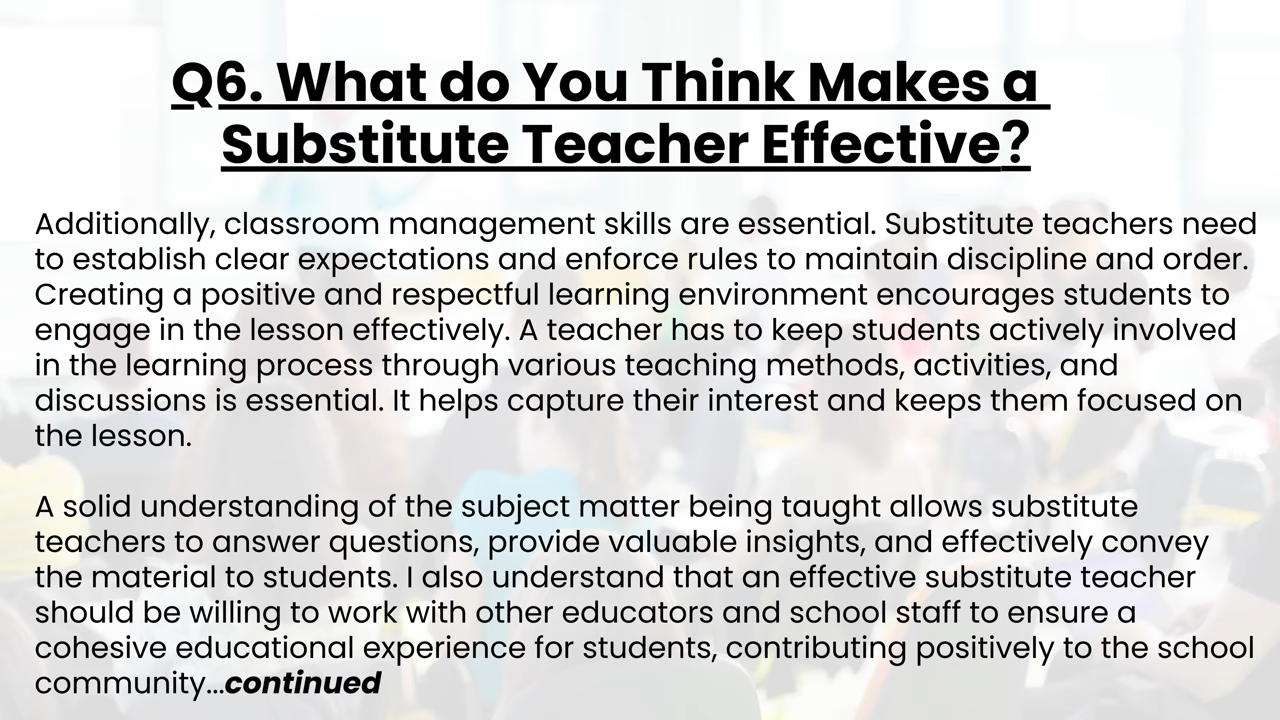 Q6. What do You Think Makes a
Substitute Teacher Effective?
Additionally, classroom management skills are essential. Substitute teachers need
to establish clear expectations and enforce rules to maintain discipline and order.
Creating a positive and respectful learning environment encourages students to
engage in the lesson effectively. A teacher has to keep students actively involved
in the learning process through various teaching methods, activities, and
discussions is essential. It helps capture their interest and keeps them focused on
the lesson.
A solid understanding of the subject matter being taught allows substitute
teachers to answer questions, provide valuable insights, and effectively convey
the material to students. I also understand that an effective substitute teacher
should be willing to work with other educators and school staff to ensure a
cohesive educational experience for students, contributing positively to the school
community...continued